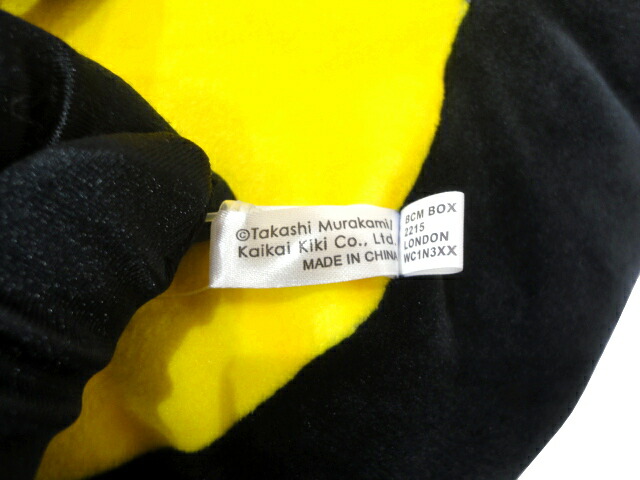 ©Takashi Murakami/
Kaikai Kiki Co., Ltd.
MADE IN CHINA
BCM BOX
2215
LONDON
WC1N3XX